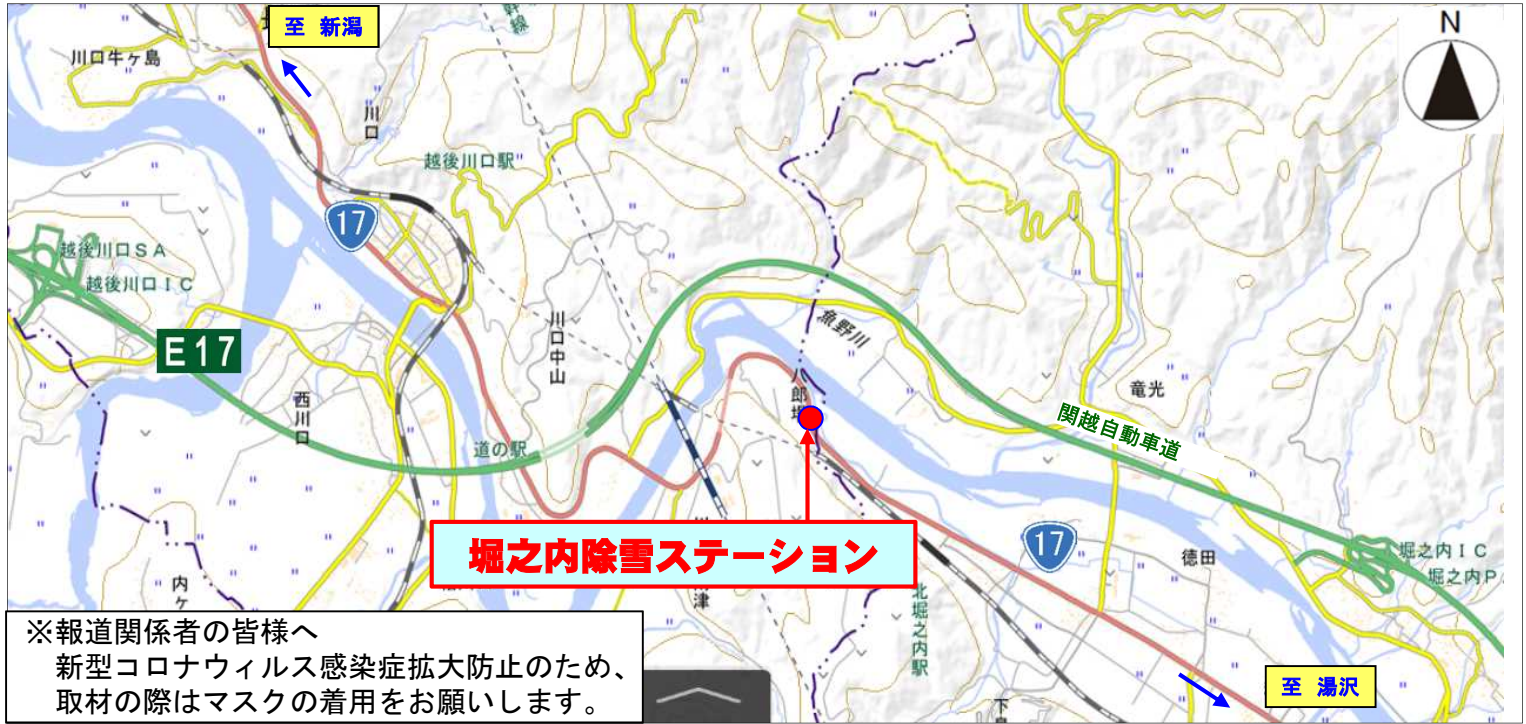 至 新潟
N
川口牛ヶ島
川口
越後川口駅
17
越後川口ＳＡ
越後川口ＩＣ
E17
川口中山
魚野川
八郎場
竜光
関越自動車道
西川口
道の駅
堀之内除雪ステーション
17
徳田
堀之内ＩＣ
堀之内Ｐ
内ヶ
津
北堀之内駅
至 湯沢
※報道関係者の皆様へ
新型コロナウィルス感染症拡大防止のため、
取材の際はマスクの着用をお願いします。